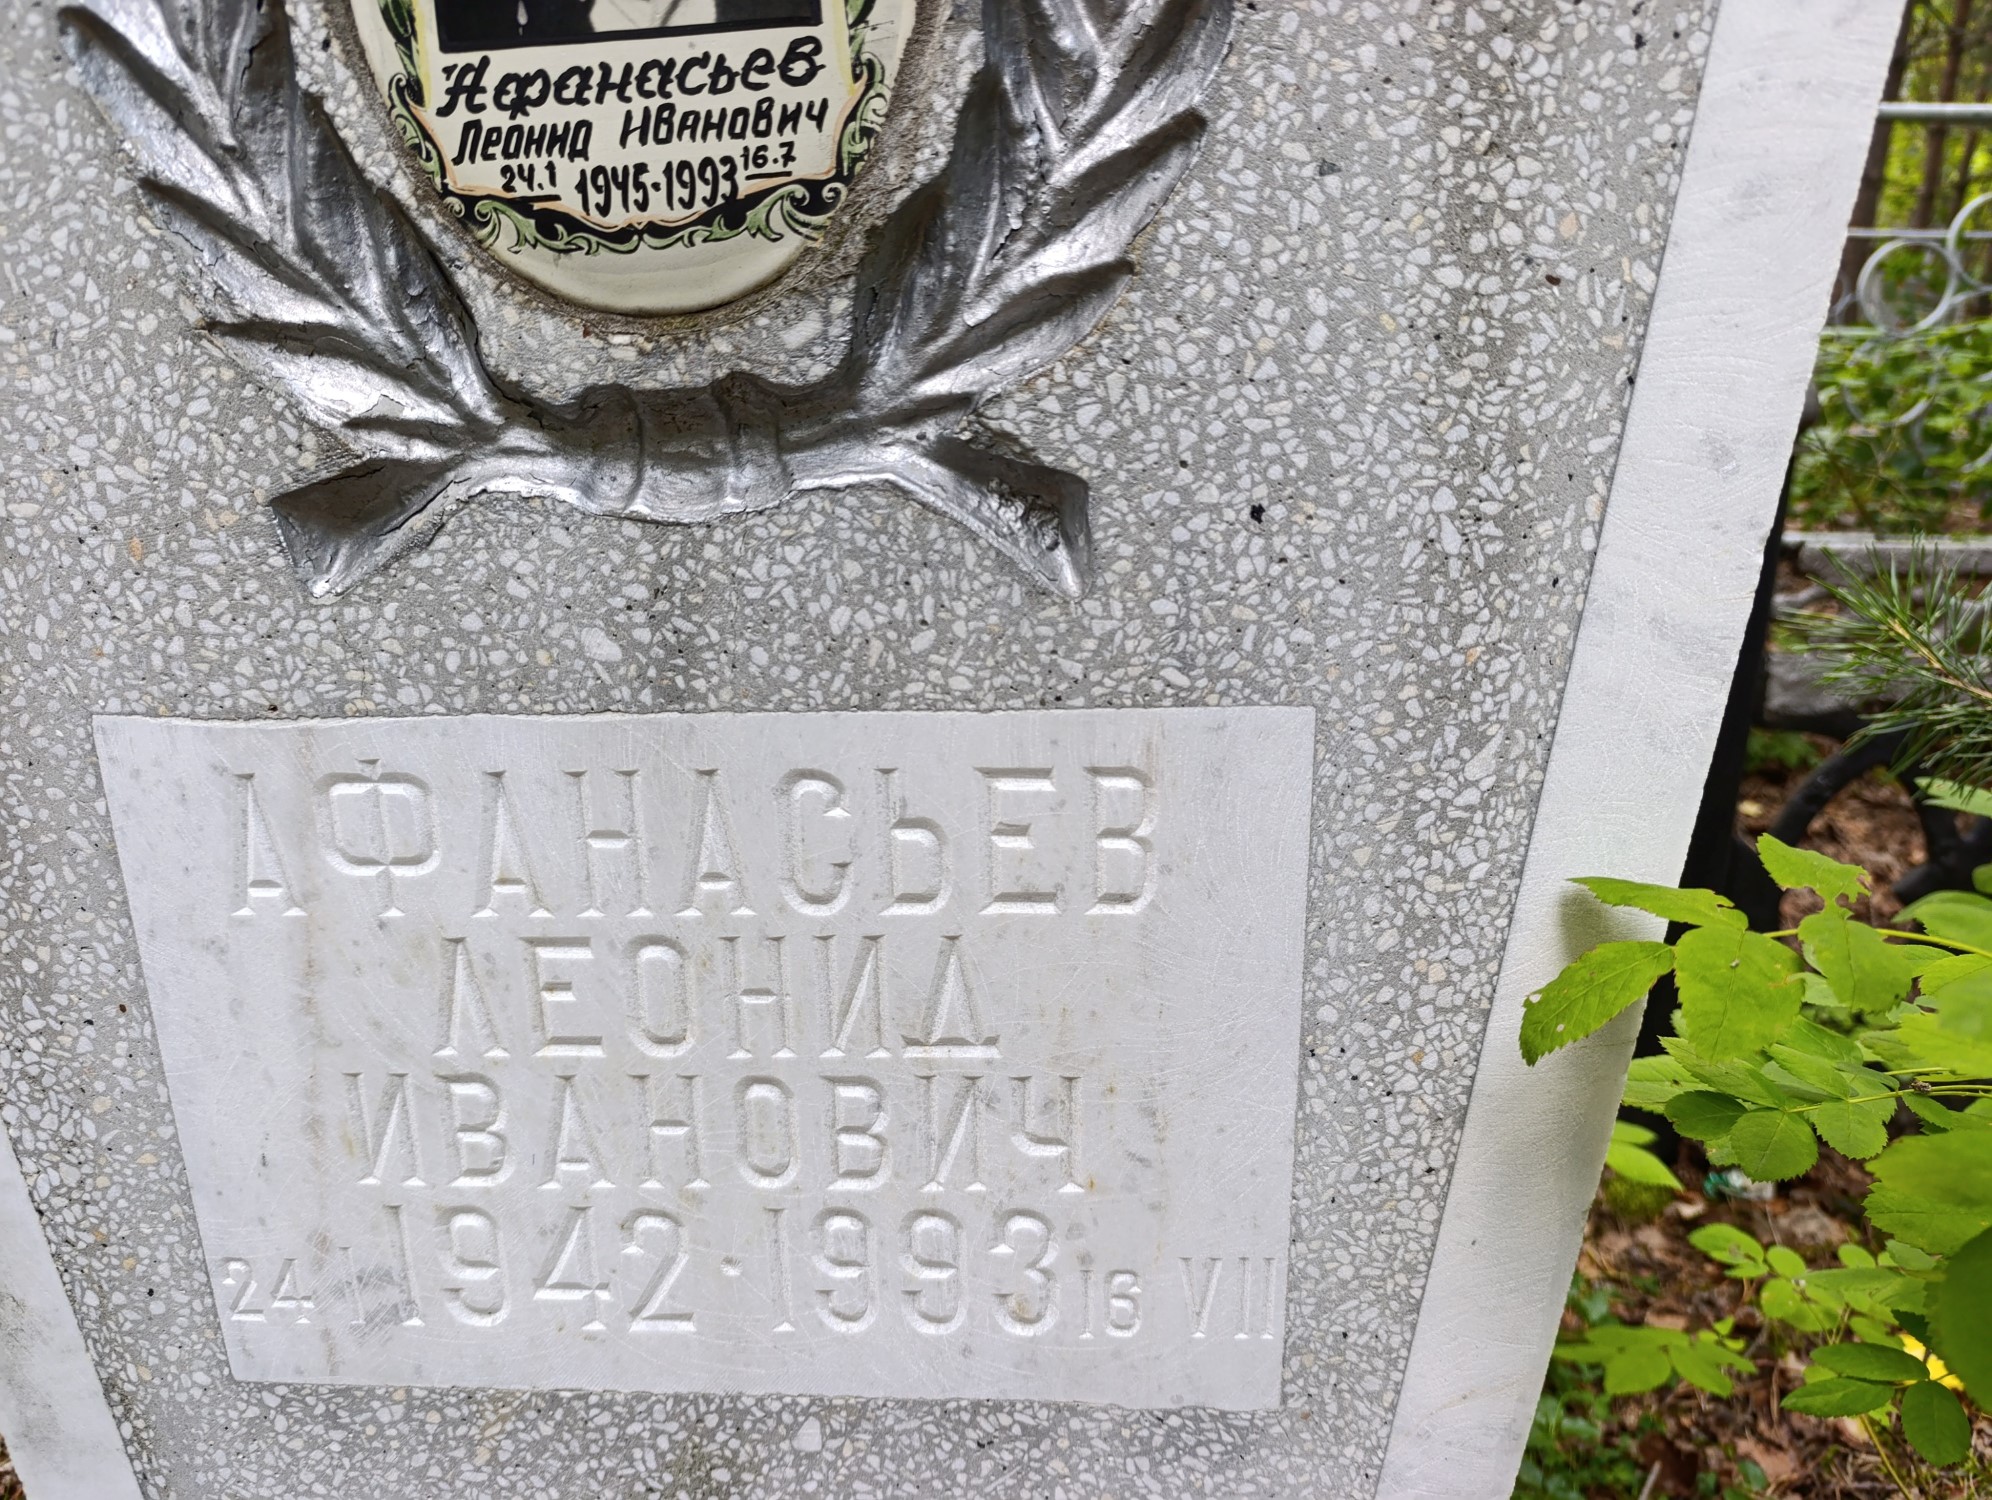 Афанасьев
Леонид Иванович
24.1 1945-1993 16.7
АФАНАСЬЕВ
ЛЕОНИД
ИВАНОВИЧ
24 I 1942·1993 16 VII